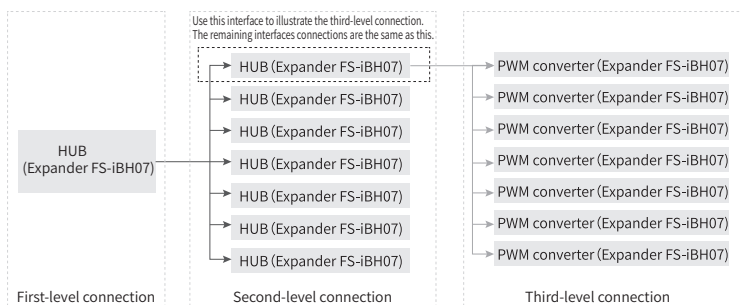 Use this interface to illustrate the third-level connection.
The remaining interfaces connections are the same as this.
HUB
(Expander FS-iBH07)
HUB (Expander FS-iBH07)
HUB (Expander FS-iBH07)
HUB (Expander FS-iBH07)
HUB (Expander FS-iBH07)
HUB (Expander FS-iBH07)
HUB (Expander FS-iBH07)
HUB (Expander FS-iBH07)
PWM converter (Expander FS-iBH07)
PWM converter (Expander FS-iBH07)
PWM converter (Expander FS-iBH07)
PWM converter (Expander FS-iBH07)
PWM converter (Expander FS-iBH07)
PWM converter (Expander FS-iBH07)
PWM converter (Expander FS-iBH07)
First-level connection
Second-level connection
Third-level connection